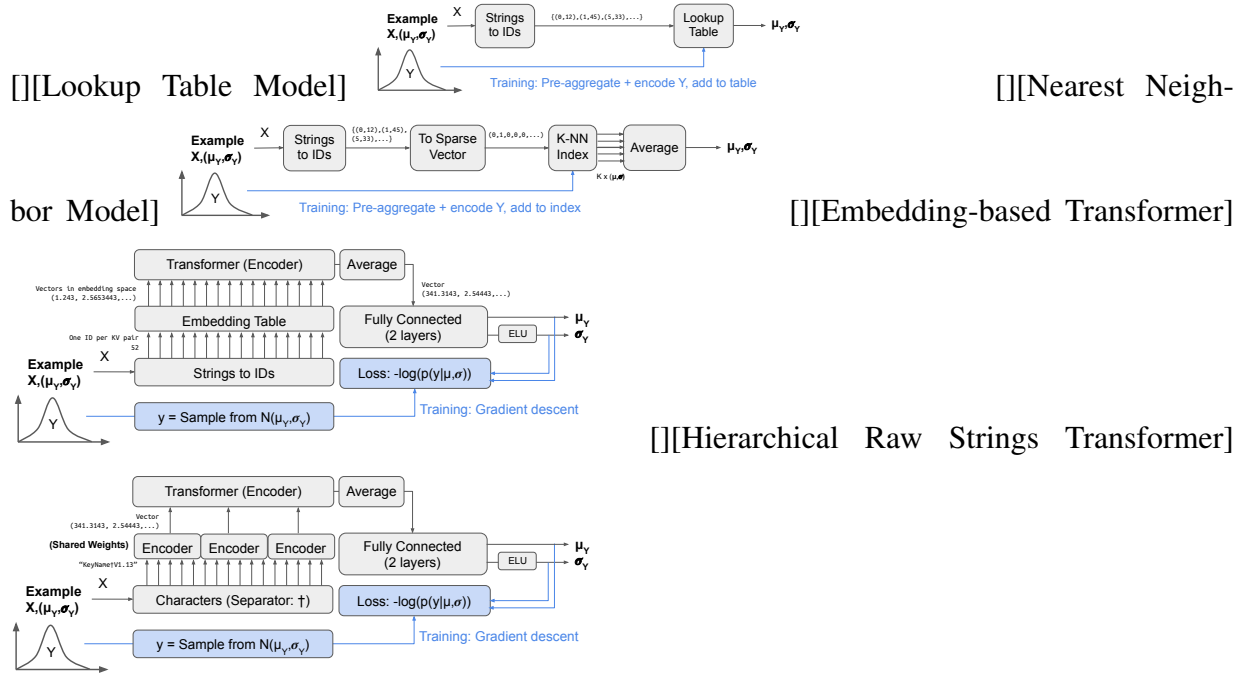 Example
X,(μY,σY)
X
Strings to IDs
{(0,12),(1,45),(5,33),...}
Lookup Table
μY,σY
Y
Training: Pre-aggregate + encode Y, add to table
[][Lookup Table Model]
[][Nearest Neigh-
Example
X,(μY,σY)
X
Strings to IDs
{(0,12),(1,45),
(5,33),...}
To Sparse Vector
(0,1,0,0,0,...)
K-NN Index
K x (μ,σ)
Average
μY,σY
Y
Training: Pre-aggregate + encode Y, add to index
bor Model]
[][Embedding-based Transformer]
Transformer (Encoder)
Average
Vectors in embedding space
(1.243, 2.5653443,...)
Vector
(341.3143, 2.54443,...)
Embedding Table
Fully Connected
(2 layers)
μY
ELU
σY
One ID per KV pair
52
Example
X,(μY,σY)
X
Strings to IDs
Loss: -log(p(y|μ,σ))
Y
y = Sample from N(μY,σY)
Training: Gradient descent
[][Hierarchical Raw Strings Transformer]
Transformer (Encoder)
Average
Vector
(341.3143, 2.54443,...)
(Shared Weights)
Encoder
Encoder
Encoder
Fully Connected
(2 layers)
μY
ELU
σY
"KeyName†V1.13"
Example
X,(μY,σY)
X
Characters (Separator: †)
Loss: -log(p(y|μ,σ))
Y
y = Sample from N(μY,σY)
Training: Gradient descent